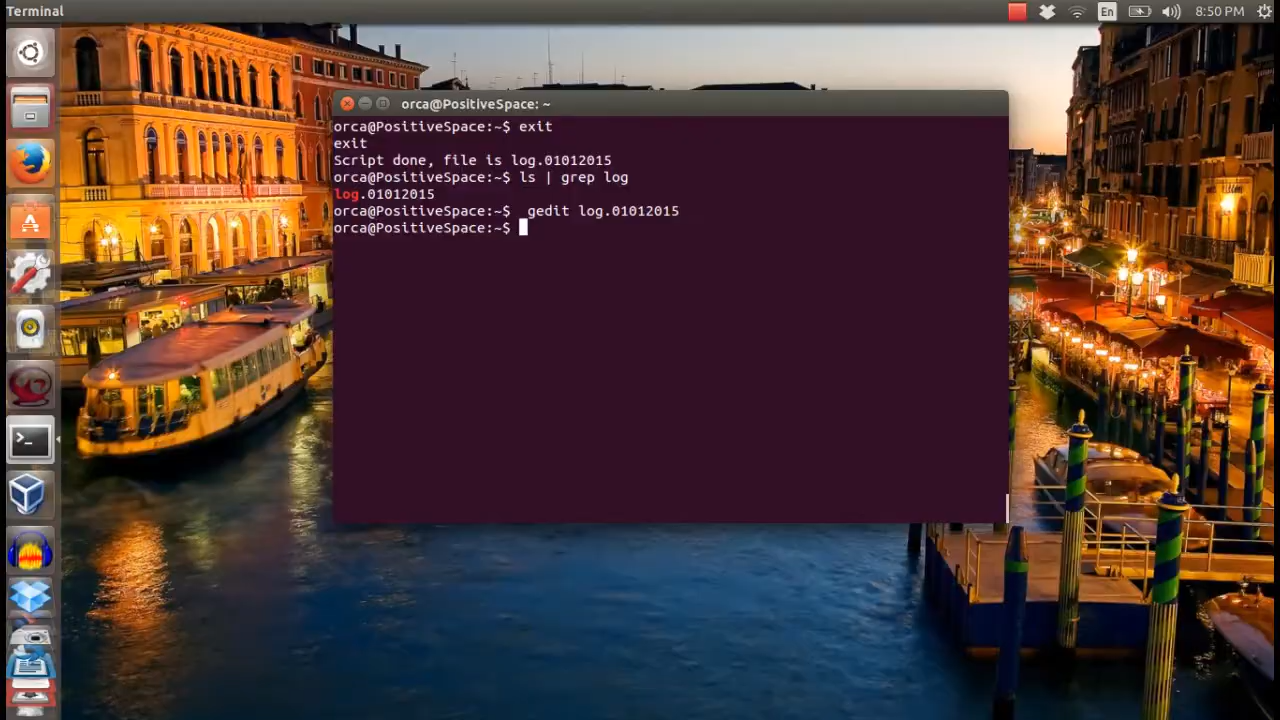 Terminal
En
8:50 PM
orca@PositiveSpace: ~
orca@PositiveSpace:~$ exit
exit
Script done, file is log.01012015
orca@PositiveSpace:~$ ls | grep log
log.01012015
orca@PositiveSpace:~$  gedit log.01012015
orca@PositiveSpace:~$
>_